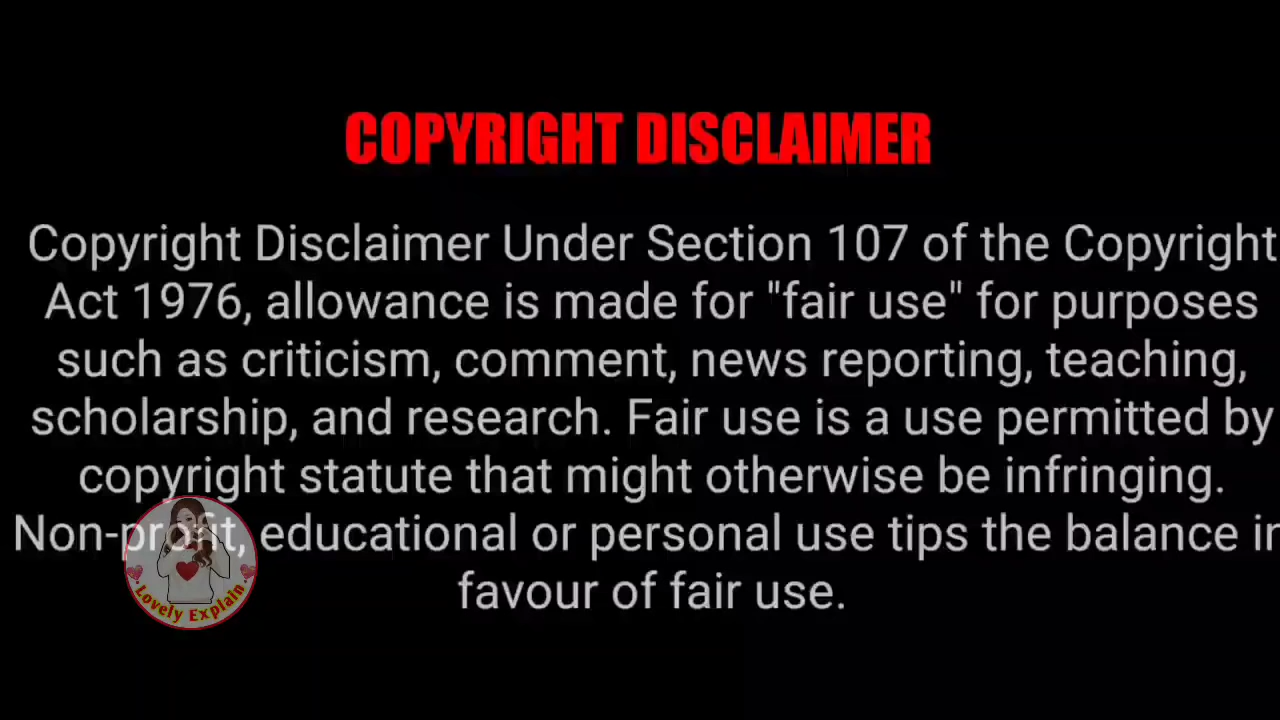 COPYRIGHT DISCLAIMER
Copyright Disclaimer Under Section 107 of the Copyright
Act 1976, allowance is made for "fair use" for purposes
such as criticism, comment, news reporting, teaching,
scholarship, and research. Fair use is a use permitted by
copyright statute that might otherwise be infringing.
Non-profit, educational or personal use tips the balance in
favour of fair use.
Lovely Explain